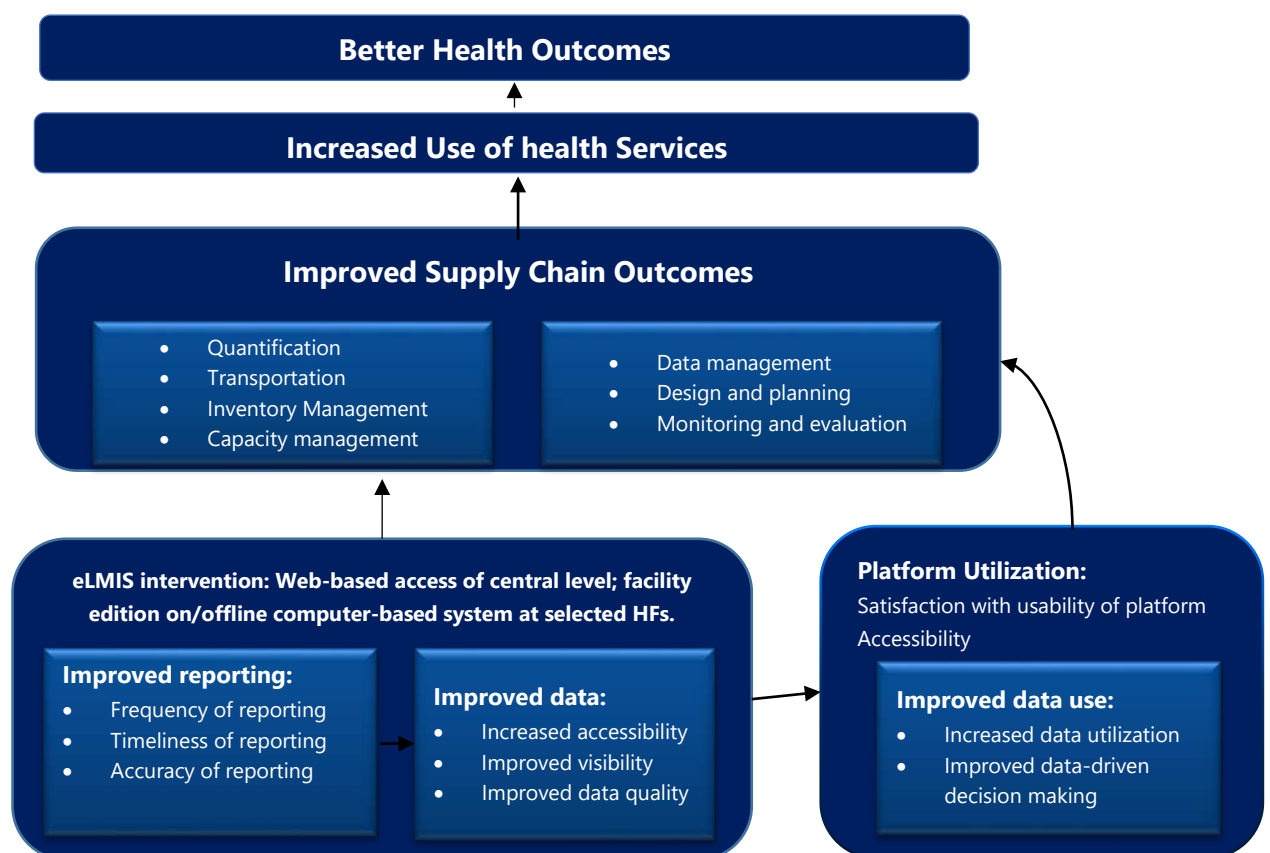 Better Health Outcomes
Increased Use of health Services
Improved Supply Chain Outcomes
• Quantification
• Transportation
• Inventory Management
• Capacity management
• Data management
• Design and planning
• Monitoring and evaluation
eLMIS intervention: Web-based access of central level; facility
edition on/offline computer-based system at selected HFs.
Improved reporting:
• Frequency of reporting
• Timeliness of reporting
• Accuracy of reporting
Improved data:
• Increased accessibility
• Improved visibility
• Improved data quality
Platform Utilization:
Satisfaction with usability of platform
Accessibility
Improved data use:
• Increased data utilization
• Improved data-driven
decision making